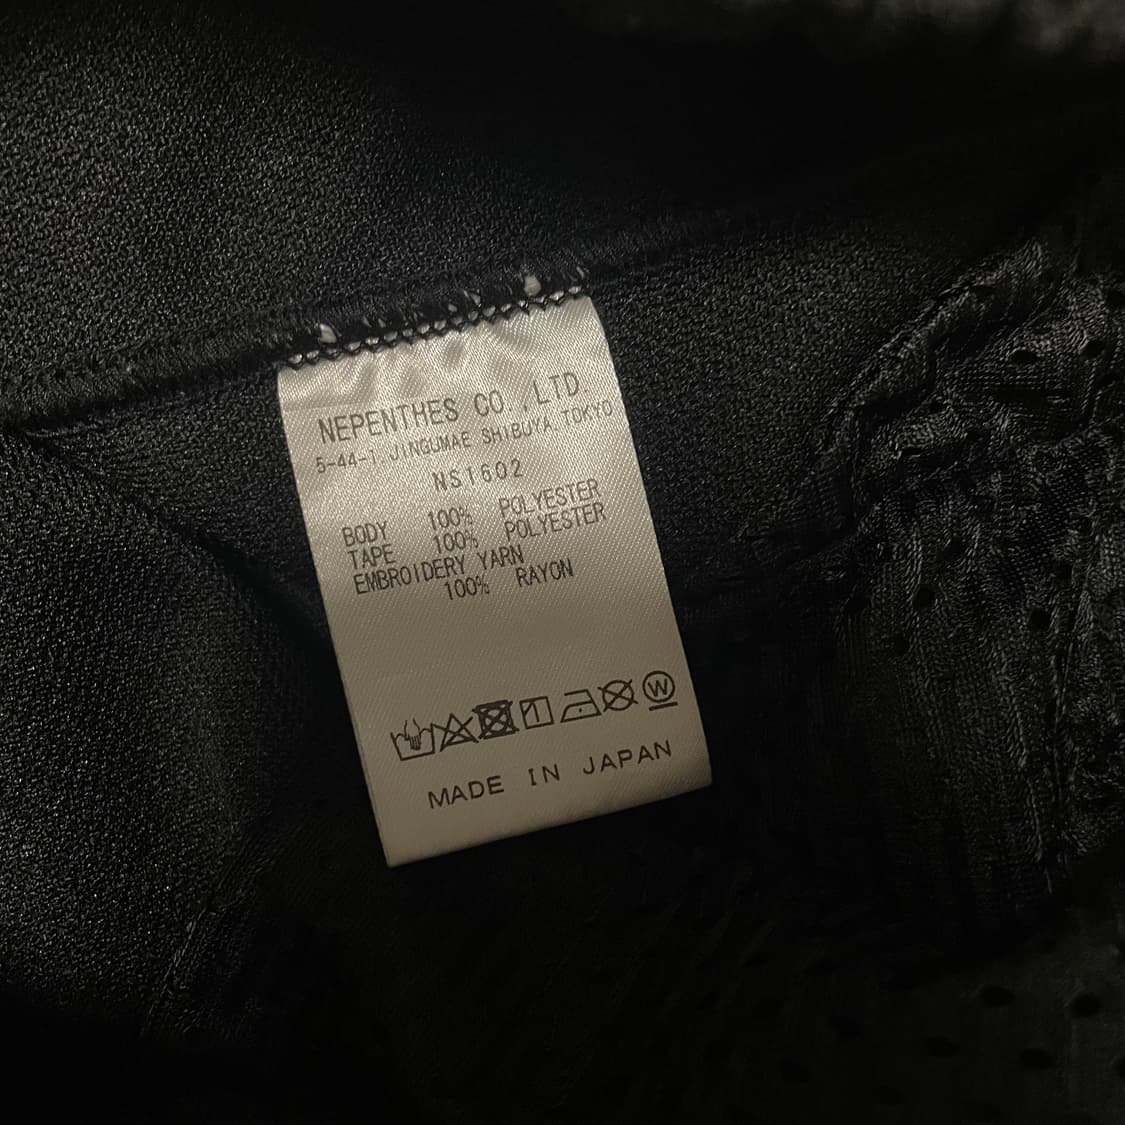 NEPENTHES CO.,LTD.
5-44-1.JINGUMAE SHIBUYA.TOKYO
NS1602
BODY 100% POLYESTER
TAPE 100% POLYESTER
EMBROIDERY YARN
100% RAYON
W
MADE IN JAPAN